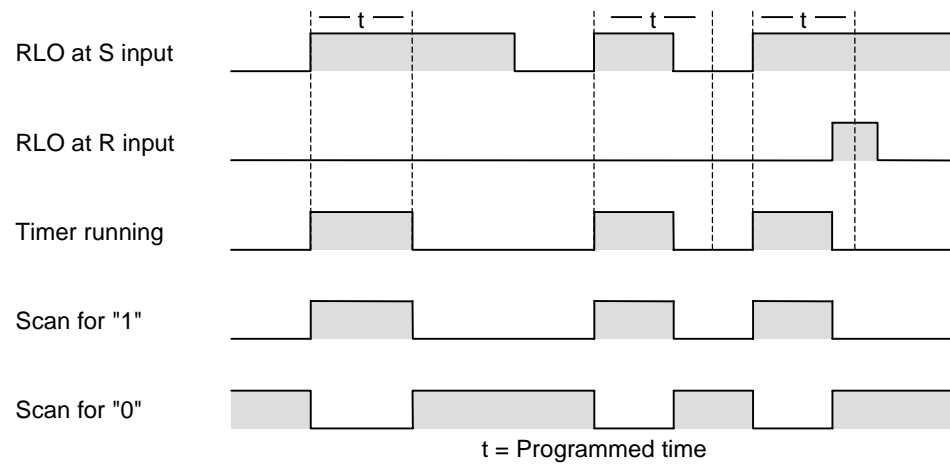 t t t
RLO at S input
RLO at R input
Timer running
Scan for "1"
Scan for "0"
t = Programmed time